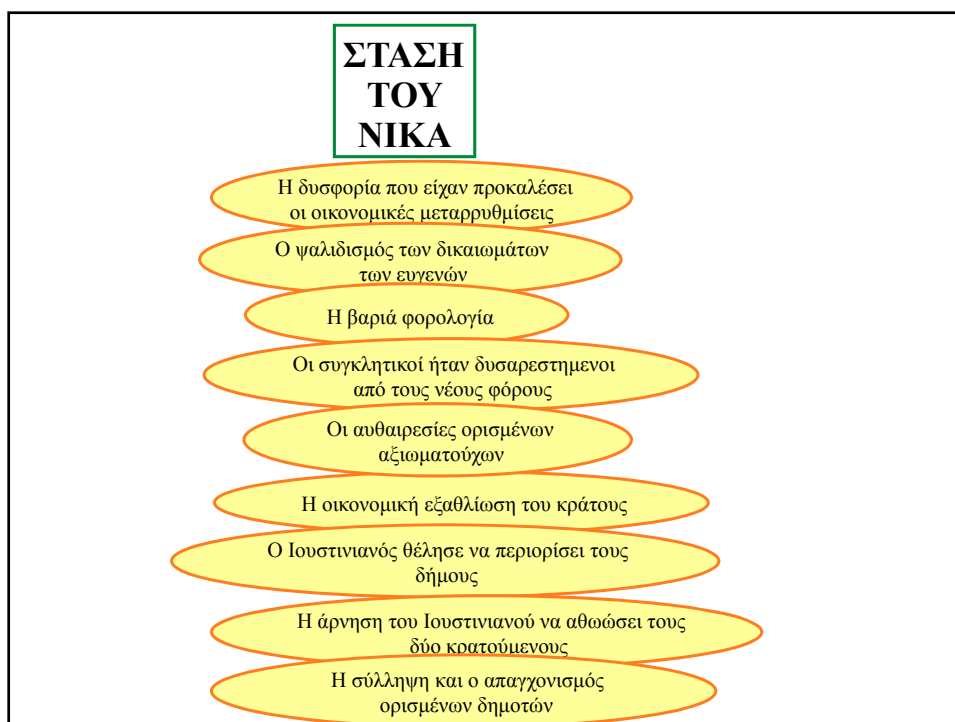 ΣΤΑΣΗ
ΤΟΥ
ΝΙΚΑ
Η δυσφορία που είχαν προκαλέσει
οι οικονομικές μεταρρυθμίσεις
Ο ψαλιδισμός των δικαιωμάτων
των ευγενών
Η βαριά φορολογία
Οι συγκλητικοί ήταν δυσαρεστημενοι
από τους νέους φόρους
Οι αυθαιρεσίες ορισμένων
αξιωματούχων
Η οικονομική εξαθλίωση του κράτους
Ο Ιουστινιανός θέλησε να περιορίσει τους
δήμους
Η άρνηση του Ιουστινιανού να αθωώσει τους
δύο κρατούμενους
Η σύλληψη και ο απαγχονισμός
ορισμένων δημοτών